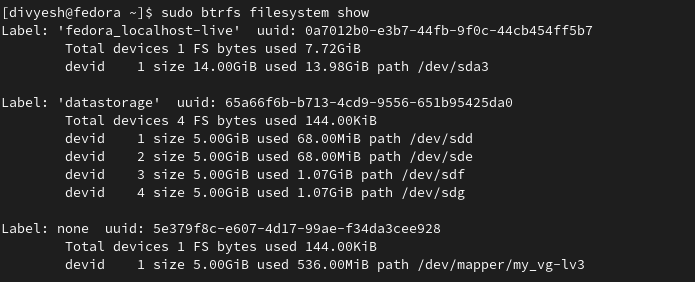 [divyesh@fedora ~]$ sudo btrfs filesystem show
Label: 'fedora_localhost-live'  uuid: 0a7012b0-e3b7-44fb-9f0c-44cb454ff5b7
        Total devices 1 FS bytes used 7.72GiB
        devid    1 size 14.00GiB used 13.98GiB path /dev/sda3

Label: 'datastorage'  uuid: 65a66f6b-b713-4cd9-9556-651b95425da0
        Total devices 4 FS bytes used 144.00KiB
        devid    1 size 5.00GiB used 68.00MiB path /dev/sdd
        devid    2 size 5.00GiB used 68.00MiB path /dev/sde
        devid    3 size 5.00GiB used 1.07GiB path /dev/sdf
        devid    4 size 5.00GiB used 1.07GiB path /dev/sdg

Label: none  uuid: 5e379f8c-e607-4d17-99ae-f34da3cee928
        Total devices 1 FS bytes used 144.00KiB
        devid    1 size 5.00GiB used 536.00MiB path /dev/mapper/my_vg-lv3